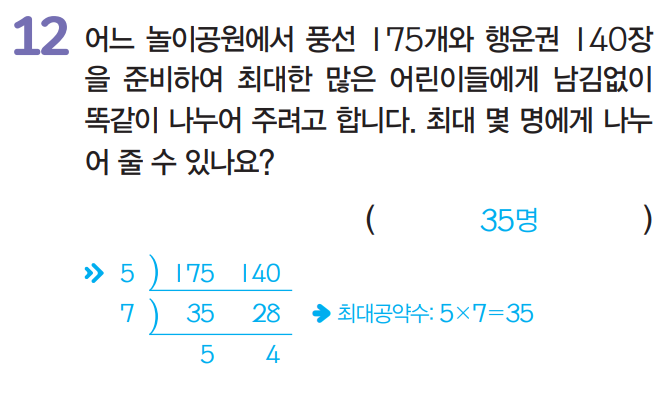 12 어느 놀이공원에서 풍선 175개와 행운권 140장
을 준비하여 최대한 많은 어린이들에게 남김없이
똑같이 나누어 주려고 합니다. 최대 몇 명에게 나누
어 줄 수 있나요?
( 35명 )
5 ) 175 140
7 ) 35 28 → 최대공약수: 5×7=35
5 4